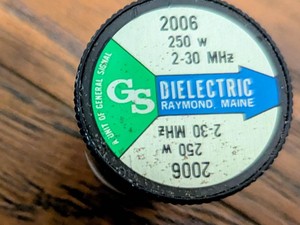 2006
250 W
2-30 MHz
A UNIT OF GENERAL SIGNAL
GS
DIELECTRIC
RAYMOND, MAINE
2-30 MHz
250 W
2006